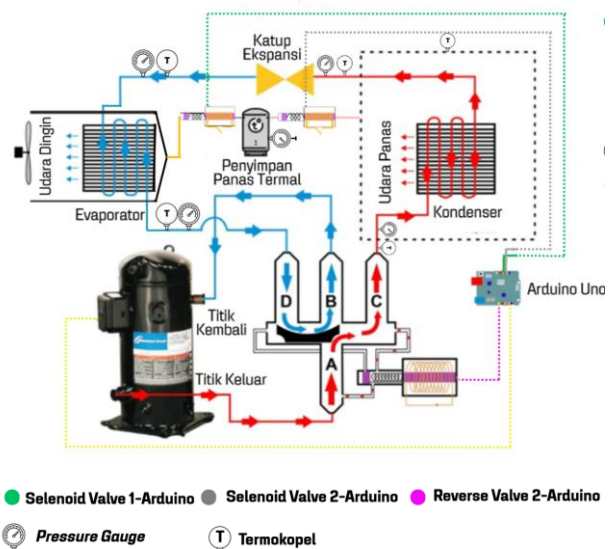 Katup
Ekspansi
T
T
T
Udara Dingin
Evaporator
Penyimpan
Panas Termal
Udara Panas
Kondenser
T
T
Titik
Kembali
D
B
C
A
Arduino Uno
Titik Keluar
Selenoid Valve 1-Arduino
Selenoid Valve 2-Arduino
Reverse Valve 2-Arduino
Pressure Gauge
T
Termokopel